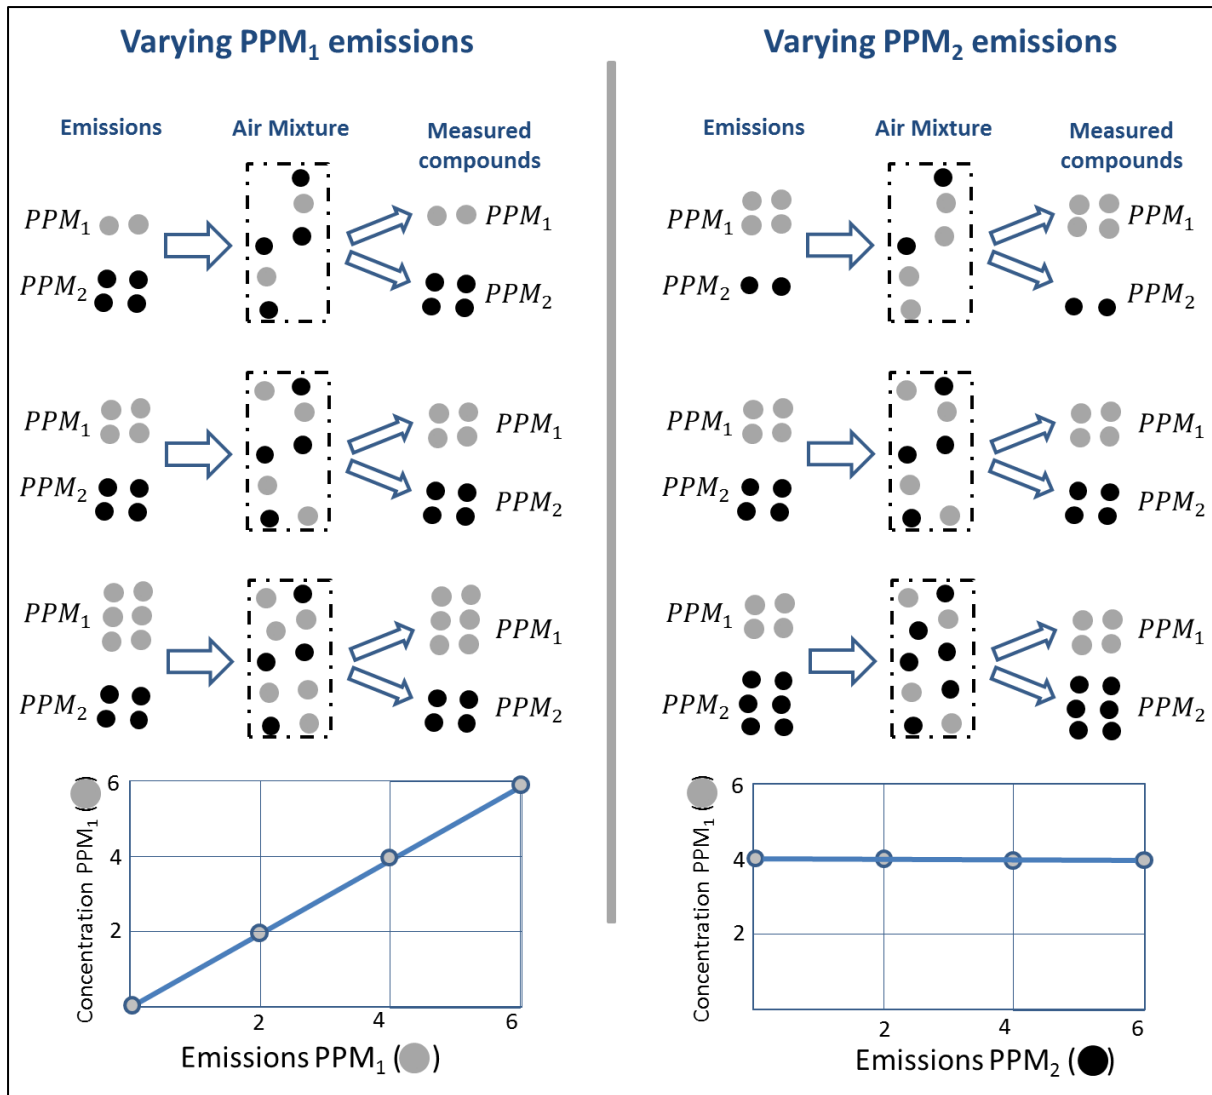 Varying PPM₁ emissions
Emissions
Air Mixture
Measured
compounds
PPM₁
PPM₁
PPM₂
PPM₂
PPM₁
PPM₁
PPM₂
PPM₂
PPM₁
PPM₁
PPM₂
PPM₂
Concentration PPM₁ ( )
6
4
2
2
4
6
Emissions PPM₁ ( )
Varying PPM₂ emissions
Emissions
Air Mixture
Measured
compounds
PPM₁
PPM₁
PPM₂
PPM₂
PPM₁
PPM₁
PPM₂
PPM₂
PPM₁
PPM₁
PPM₂
PPM₂
Concentration PPM₁ ( )
6
4
2
2
4
6
Emissions PPM₂ ( )